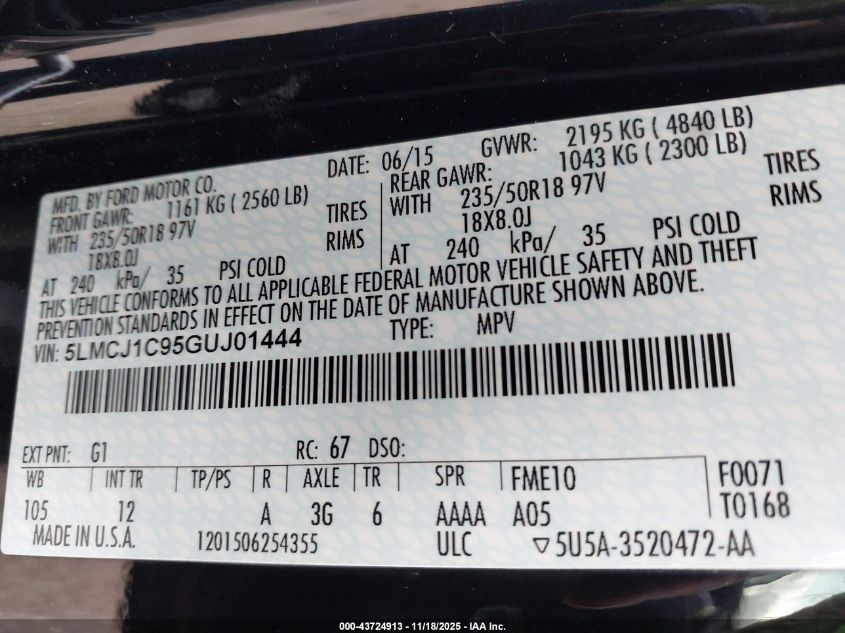 MFD. BY FORD MOTOR CO.
DATE: 06/15
GVWR: 2195 KG ( 4840 LB)
FRONT GAWR: 1161 KG ( 2560 LB)
REAR GAWR: 1043 KG ( 2300 LB)
WITH 235/50R18 97V TIRES
WITH 235/50R18 97V TIRES
18X8.0J RIMS
18X8.0J RIMS
AT 240 kPa/ 35 PSI COLD
AT 240 kPa/ 35 PSI COLD
THIS VEHICLE CONFORMS TO ALL APPLICABLE FEDERAL MOTOR VEHICLE SAFETY AND THEFT
PREVENTION STANDARDS IN EFFECT ON THE DATE OF MANUFACTURE SHOWN ABOVE.
VIN: 5LMCJ1C95GUJ01444
TYPE: MPV
EXT PNT: G1 RC: 67 DSO:
WB INT TR TP/PS R AXLE TR SPR FME10 F0071
105 12 A 3G 6 AAAA A05 T0168
MADE IN U.S.A. 1201506254355 ULC ▽5U5A-3520472-AA
000-43724913 - 11/18/2025 - IAA Inc.